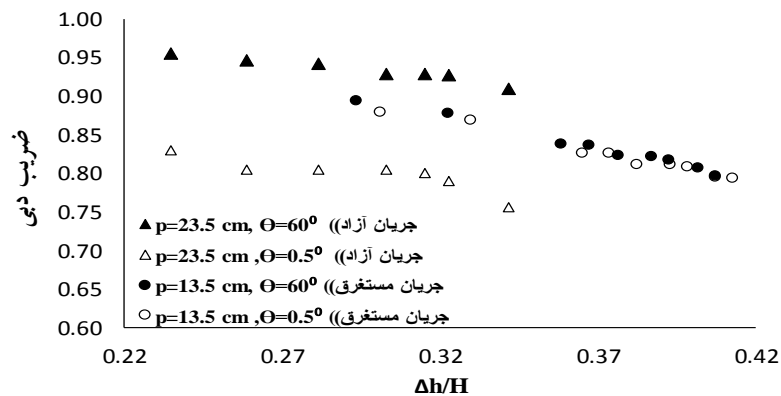 1.00
0.95
0.90
0.85
0.80
0.75
0.70
0.65
0.60
ضریب دبی
p=23.5 cm, Θ=60⁰ ((جریان آزاد
p=23.5 cm ,Θ=0.5⁰ ((جریان آزاد
p=13.5 cm, Θ=60⁰ ((جریان مستغرق
p=13.5 cm ,Θ=0.5⁰ ((جریان مستغرق
0.22 0.27 0.32 0.37 0.42
Δh/H